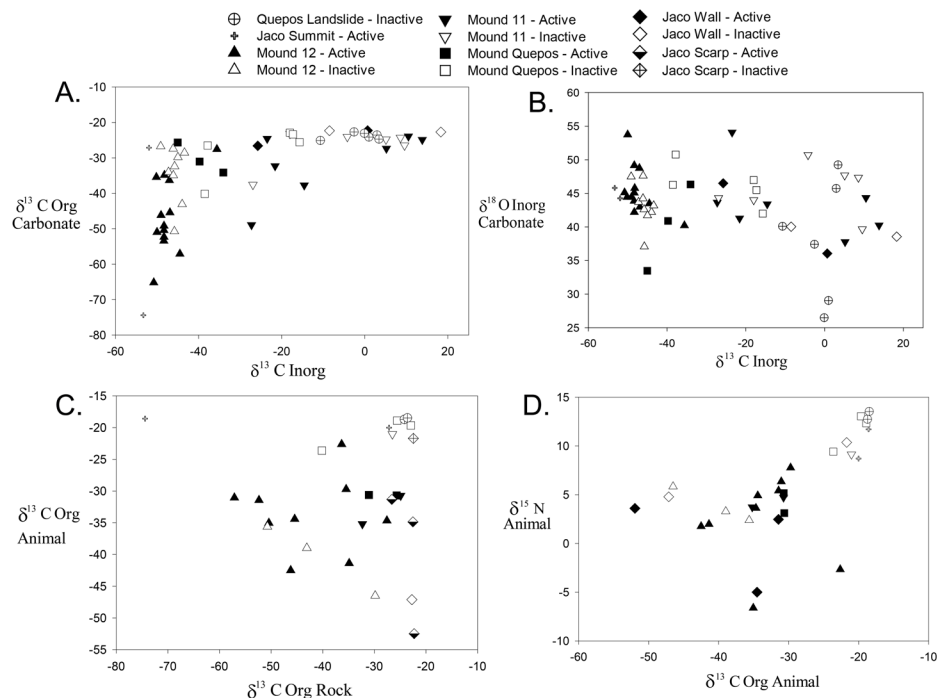 Quepos Landslide - Inactive
Jaco Summit - Active
Mound 12 - Active
Mound 12 - Inactive
Mound 11 - Active
Mound 11 - Inactive
Mound Quepos - Active
Mound Quepos - Inactive
Jaco Wall - Active
Jaco Wall - Inactive
Jaco Scarp - Active
Jaco Scarp - Inactive
A.
δ13 C Org
Carbonate
-10
-20
-30
-40
-50
-60
-70
-80
-60 -40 -20 0 20
δ13 C Inorg
B.
δ18 O Inorg
Carbonate
60
55
50
45
40
35
30
25
-60 -40 -20 0 20
δ13 C Inorg
C.
δ13 C Org
Animal
-15
-20
-25
-30
-35
-40
-45
-50
-55
-80 -70 -60 -50 -40 -30 -20 -10
δ13 C Org Rock
D.
δ15 N
Animal
15
10
5
0
-5
-10
-60 -50 -40 -30 -20 -10
δ13 C Org Animal